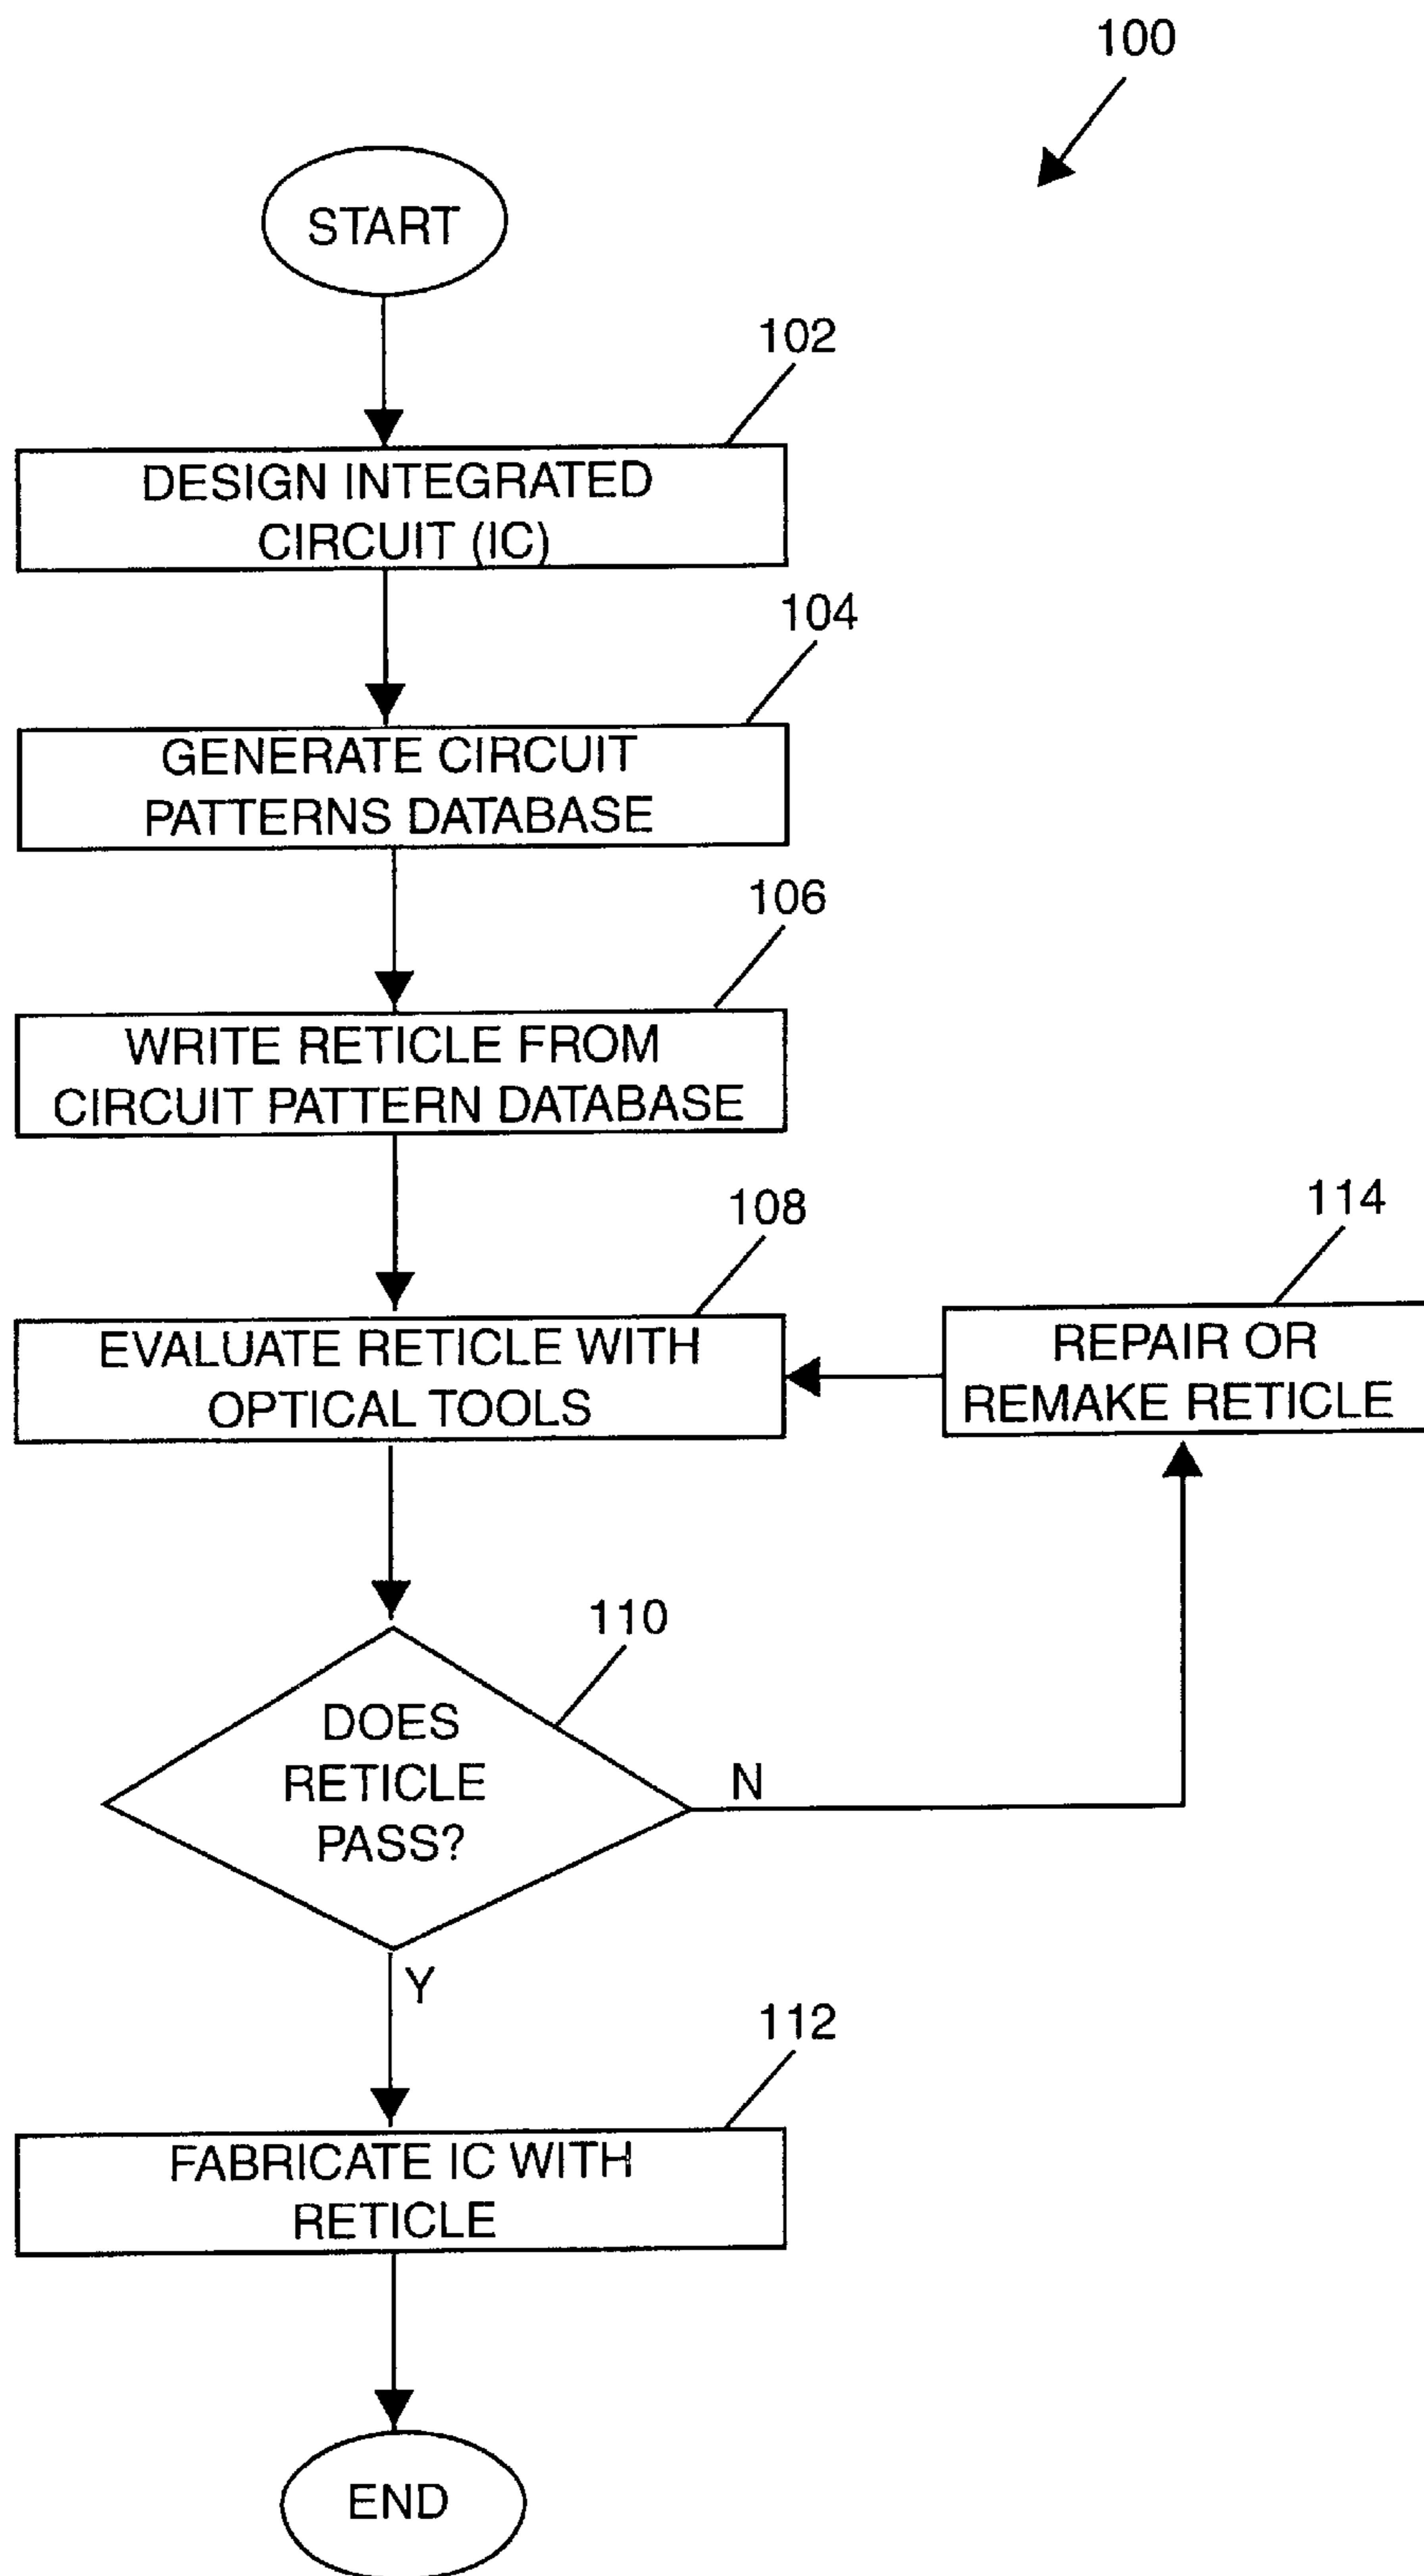 100
START
102
DESIGN INTEGRATED
CIRCUIT (IC)
104
GENERATE CIRCUIT
PATTERNS DATABASE
106
WRITE RETICLE FROM
CIRCUIT PATTERN DATABASE
108
EVALUATE RETICLE WITH
OPTICAL TOOLS
114
REPAIR OR
REMAKE RETICLE
110
DOES
RETICLE
PASS?
N
Y
112
FABRICATE IC WITH
RETICLE
END